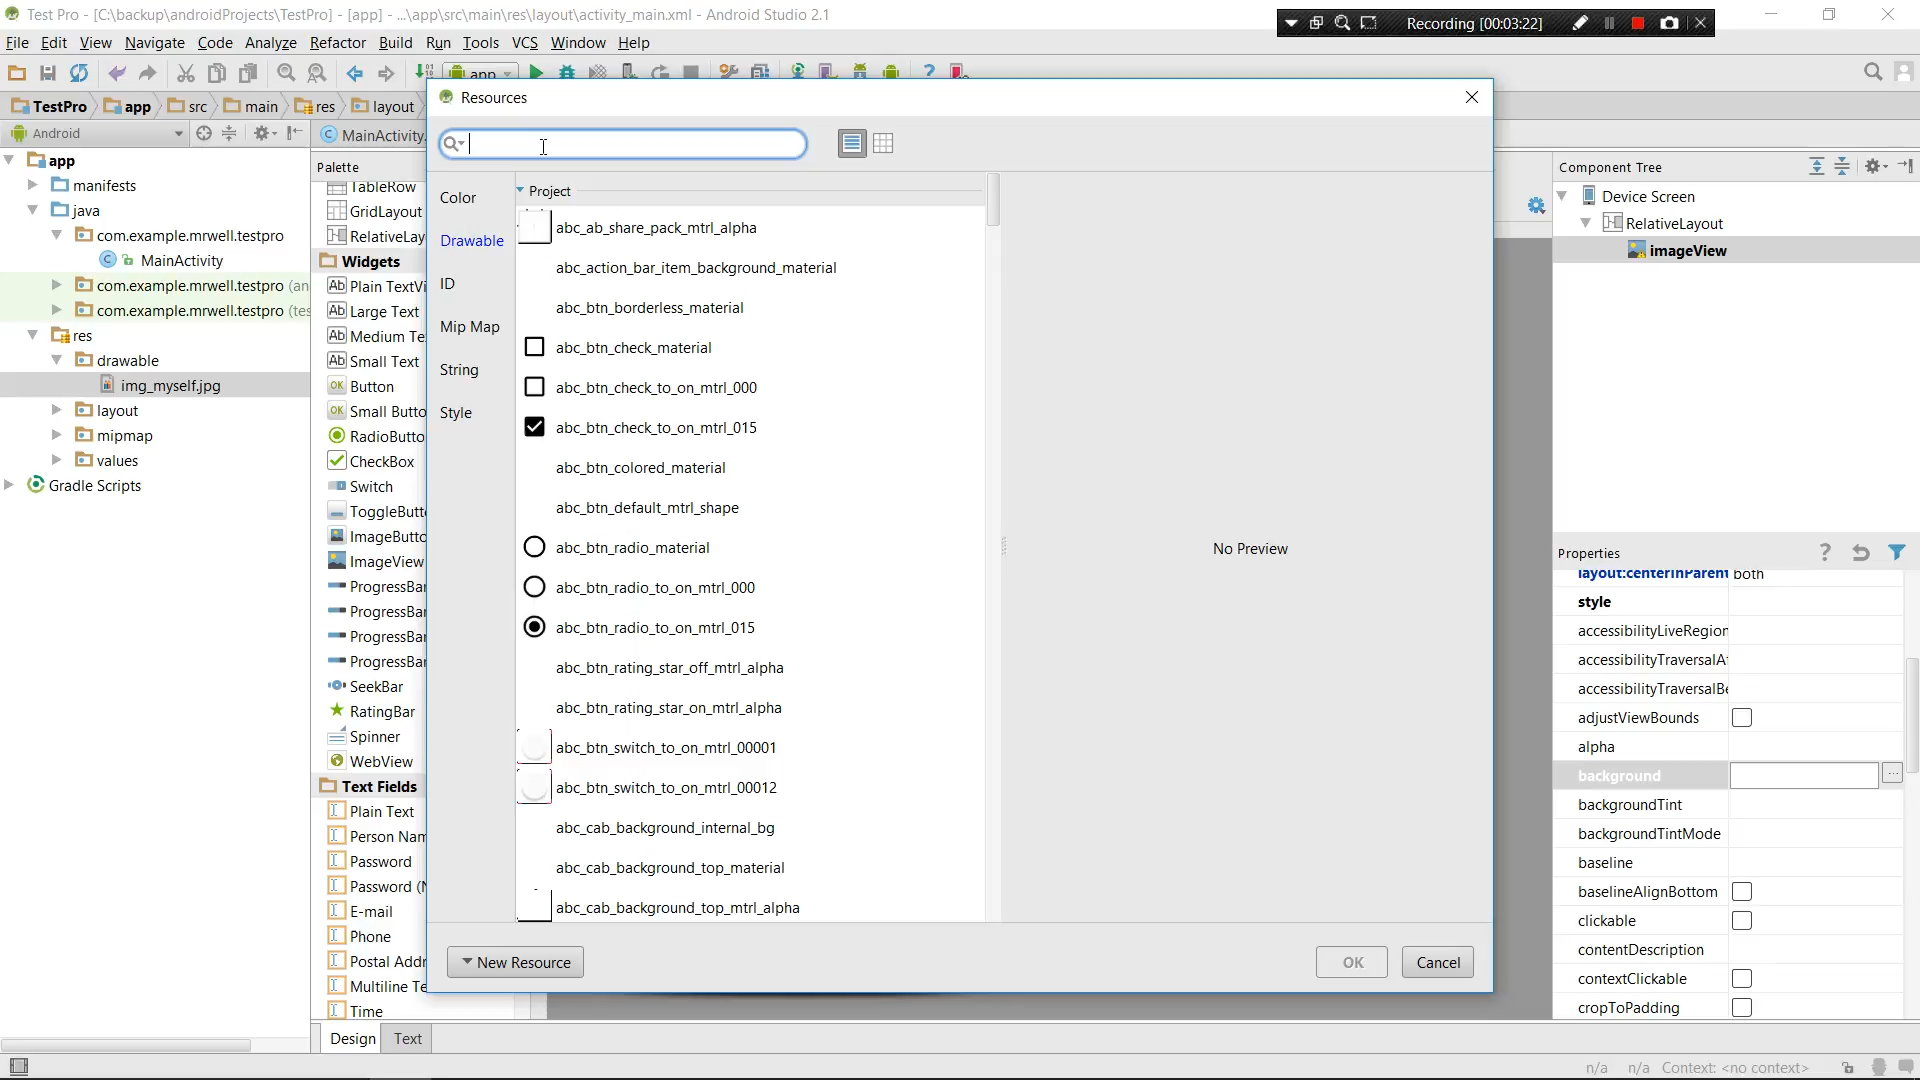 Test Pro - [C:\backup\androidProjects\TestPro] - [app] - ...\app\src\main\res\layout\activity_main.xml - Android Studio 2.1
Recording [00:03:22]
File Edit View Navigate Code Analyze Refactor Build Run Tools VCS Window Help
app
TestPro app src main res layout
Android
MainActivity.
app
manifests
java
com.example.mrwell.testpro
MainActivity
com.example.mrwell.testpro (an
com.example.mrwell.testpro (tes
res
drawable
img_myself.jpg
layout
mipmap
values
Gradle Scripts
Palette
TableRow
GridLayout
RelativeLay
Widgets
Plain TextVi
Large Text
Medium Te
Small Text
Button
Small Butto
RadioButto
CheckBox
Switch
ToggleButt
ImageButto
ImageView
ProgressBar
ProgressBar
ProgressBar
ProgressBar
SeekBar
RatingBar
Spinner
WebView
Text Fields
Plain Text
Person Nam
Password
Password (N
E-mail
Phone
Postal Addr
Multiline Te
Time
Design Text
Resources
Color
Drawable
ID
Mip Map
String
Style
Project
abc_ab_share_pack_mtrl_alpha
abc_action_bar_item_background_material
abc_btn_borderless_material
abc_btn_check_material
abc_btn_check_to_on_mtrl_000
abc_btn_check_to_on_mtrl_015
abc_btn_colored_material
abc_btn_default_mtrl_shape
abc_btn_radio_material
abc_btn_radio_to_on_mtrl_000
abc_btn_radio_to_on_mtrl_015
abc_btn_rating_star_off_mtrl_alpha
abc_btn_rating_star_on_mtrl_alpha
abc_btn_switch_to_on_mtrl_00001
abc_btn_switch_to_on_mtrl_00012
abc_cab_background_internal_bg
abc_cab_background_top_material
abc_cab_background_top_mtrl_alpha
No Preview
New Resource
OK
Cancel
Component Tree
Device Screen
RelativeLayout
imageView
Properties
layout:centerInParent both
style
accessibilityLiveRegion
accessibilityTraversalA
accessibilityTraversalBe
adjustViewBounds
alpha
background
backgroundTint
backgroundTintMode
baseline
baselineAlignBottom
clickable
contentDescription
contextClickable
cropToPadding
n/a n/a Context: <no context>